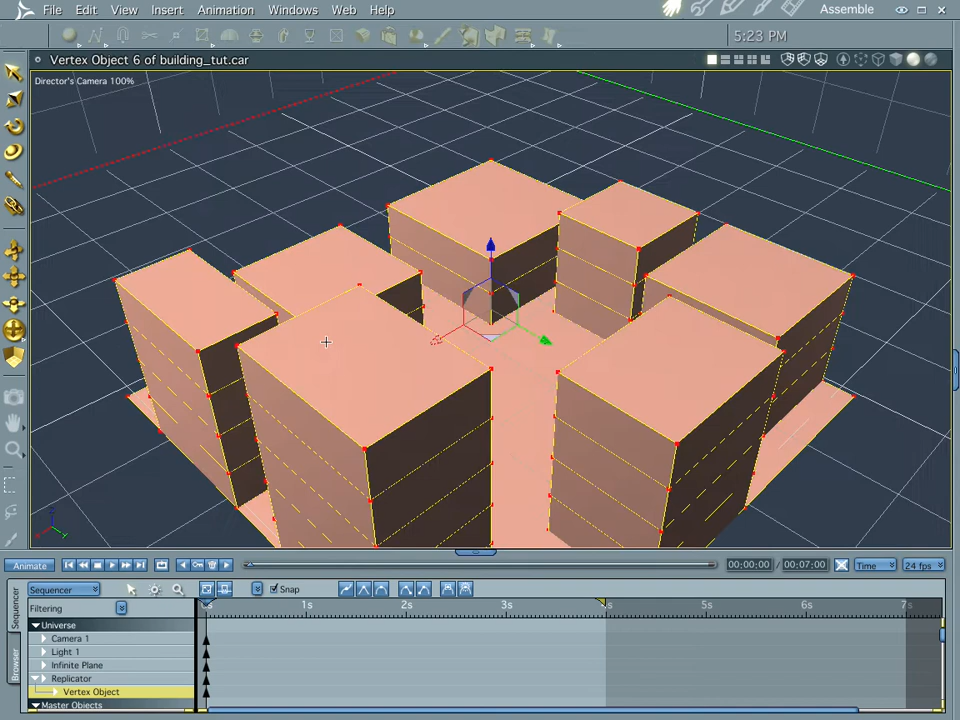 File Edit View Insert Animation Windows Web Help Assemble
5:23 PM
Vertex Object 6 of building_tut.car
Director's Camera 100%
Animate 00:00:00 / 00:07:00 Time 24 fps
Sequencer Snap
Filtering 1s 2s 3s 4s 5s 6s 7s
Sequencer
Browser
Universe
Camera 1
Light 1
Infinite Plane
Replicator
Vertex Object
Master Objects